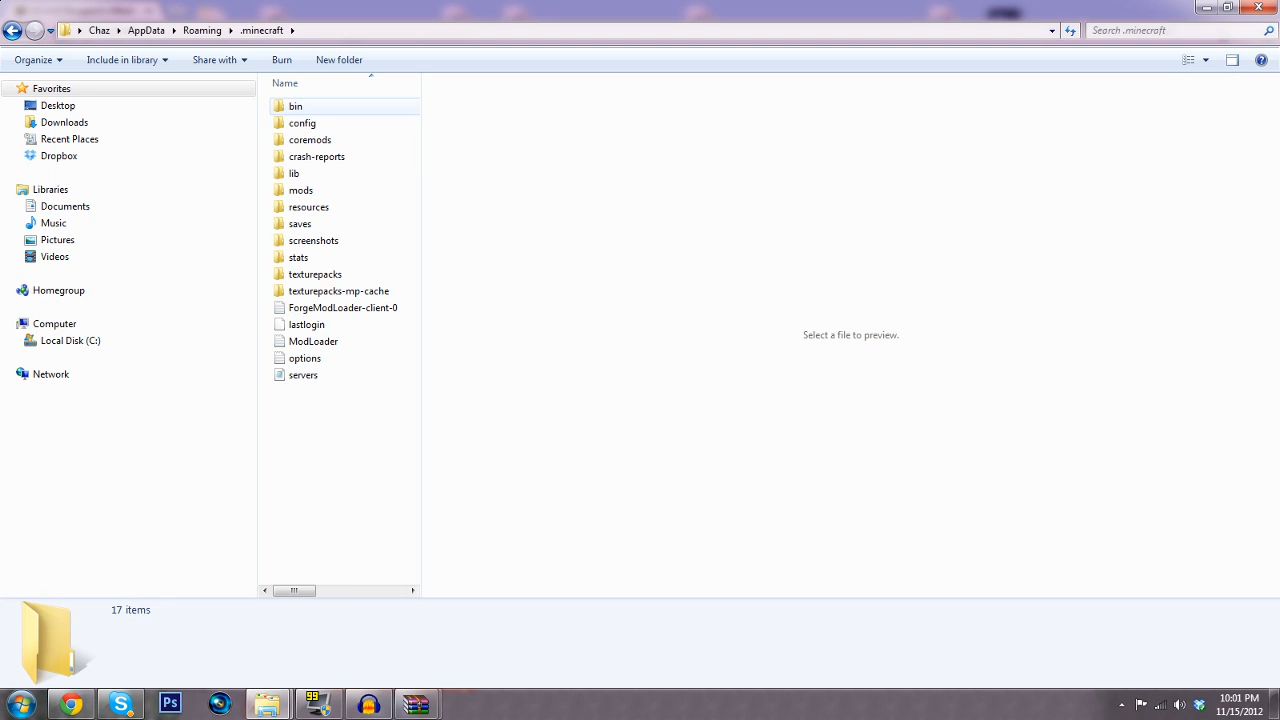 Chaz AppData Roaming .minecraft Search .minecraft
Organize Include in library Share with Burn New folder
Favorites
Desktop
Downloads
Recent Places
Dropbox
Libraries
Documents
Music
Pictures
Videos
Homegroup
Computer
Local Disk (C:)
Network
Name
bin
config
coremods
crash-reports
lib
mods
resources
saves
screenshots
stats
texturepacks
texturepacks-mp-cache
ForgeModLoader-client-0
lastlogin
ModLoader
options
servers
Select a file to preview.
17 items
Ps
99
10:01 PM
11/15/2012